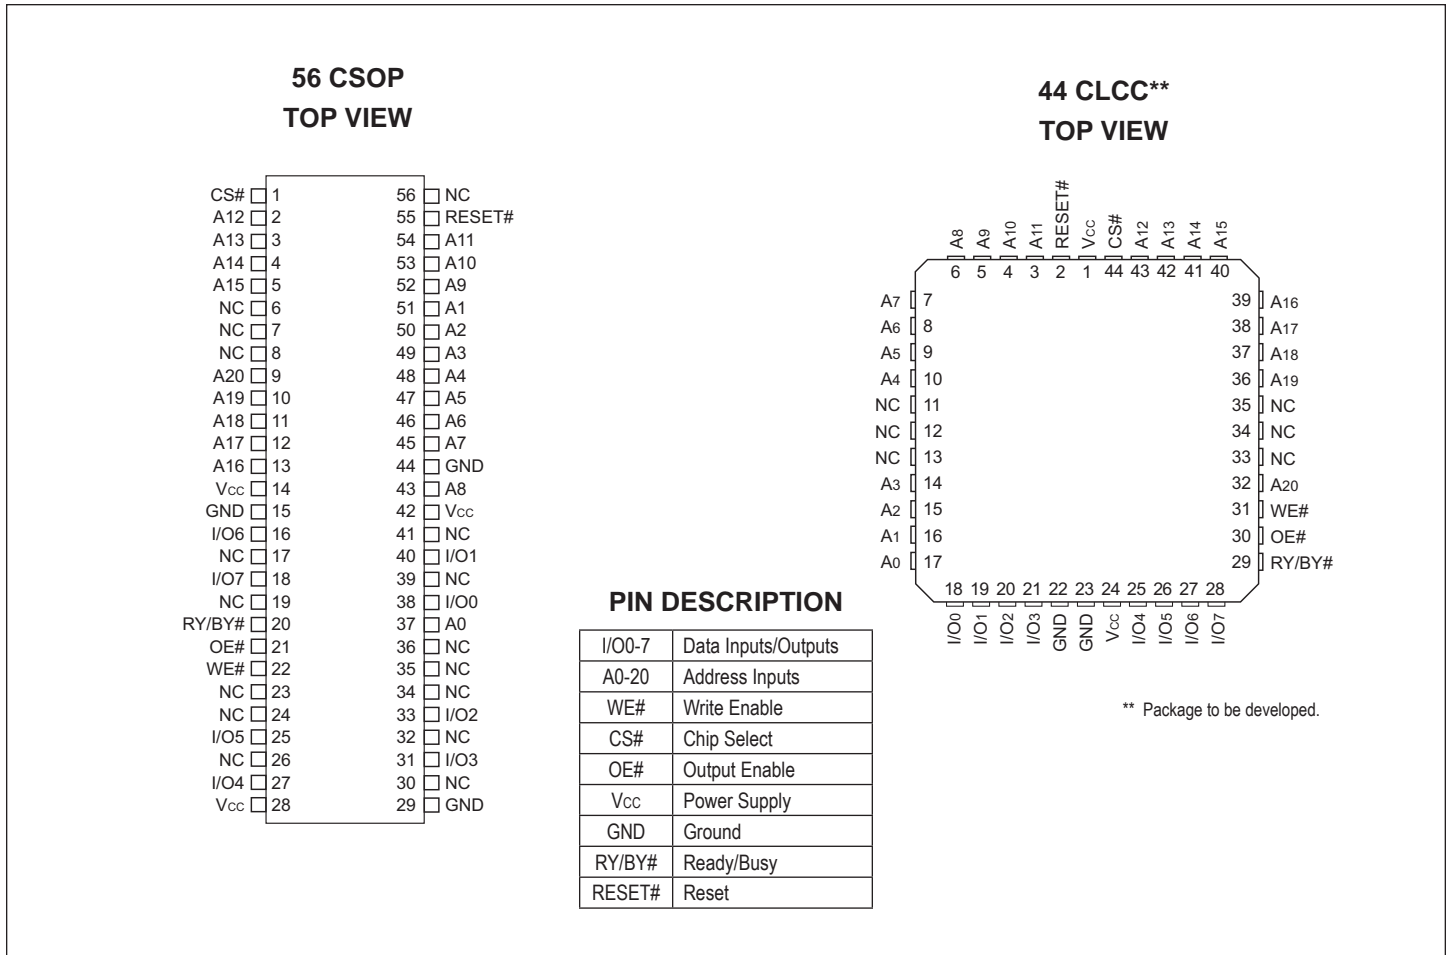 56 CSOP
TOP VIEW
CS# 1 56 NC
A12 2 55 RESET#
A13 3 54 A11
A14 4 53 A10
A15 5 52 A9
NC 6 51 A1
NC 7 50 A2
NC 8 49 A3
A20 9 48 A4
A19 10 47 A5
A18 11 46 A6
A17 12 45 A7
A16 13 44 GND
Vcc 14 43 A8
GND 15 42 Vcc
I/O6 16 41 NC
NC 17 40 I/O1
I/O7 18 39 NC
NC 19 38 I/O0
RY/BY# 20 37 A0
OE# 21 36 NC
WE# 22 35 NC
NC 23 34 NC
NC 24 33 I/O2
I/O5 25 32 NC
NC 26 31 I/O3
I/O4 27 30 NC
Vcc 28 29 GND
44 CLCC**
TOP VIEW
A8 A9 A10 A11 RESET# Vcc CS# A12 A13 A14 A15
6 5 4 3 2 1 44 43 42 41 40
A7 7 39 A16
A6 8 38 A17
A5 9 37 A18
A4 10 36 A19
NC 11 35 NC
NC 12 34 NC
NC 13 33 NC
A3 14 32 A20
A2 15 31 WE#
A1 16 30 OE#
A0 17 29 RY/BY#
18 19 20 21 22 23 24 25 26 27 28
I/O0 I/O1 I/O2 I/O3 GND GND Vcc I/O4 I/O5 I/O6 I/O7
** Package to be developed.
PIN DESCRIPTION
I/O0-7 Data Inputs/Outputs
A0-20 Address Inputs
WE# Write Enable
CS# Chip Select
OE# Output Enable
Vcc Power Supply
GND Ground
RY/BY# Ready/Busy
RESET# Reset